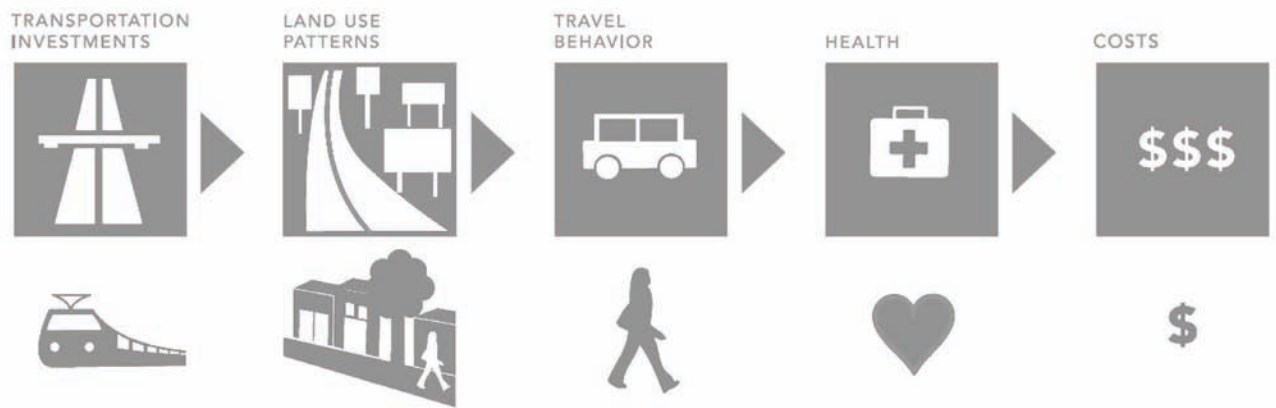 TRANSPORTATION
INVESTMENTS
LAND USE
PATTERNS
TRAVEL
BEHAVIOR
HEALTH
COSTS
$$$
$